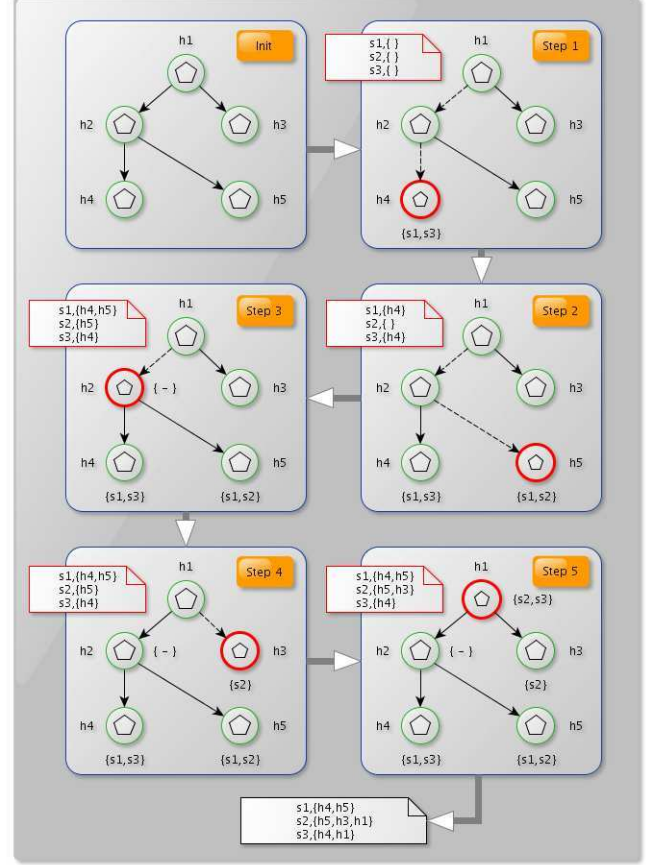 h1
Init
h2
h3
h4
h5
s1,{ }
s2,{ }
s3,{ }
h1
Step 1
h2
h3
h4
h5
{s1,s3}
s1,{h4}
s2,{ }
s3,{h4}
h1
Step 2
h2
h3
h4
h5
{s1,s3}
{s1,s2}
s1,{h4,h5}
s2,{h5}
s3,{h4}
h1
Step 3
h2
{ - }
h3
h4
h5
{s1,s3}
{s1,s2}
s1,{h4,h5}
s2,{h5}
s3,{h4}
h1
Step 4
h2
{ - }
h3
{s2}
h4
h5
{s1,s3}
{s1,s2}
s1,{h4,h5}
s2,{h5,h3}
s3,{h4}
h1
Step 5
{s2,s3}
h2
{ - }
h3
{s2}
h4
h5
{s1,s3}
{s1,s2}
s1,{h4,h5}
s2,{h5,h3,h1}
s3,{h4,h1}